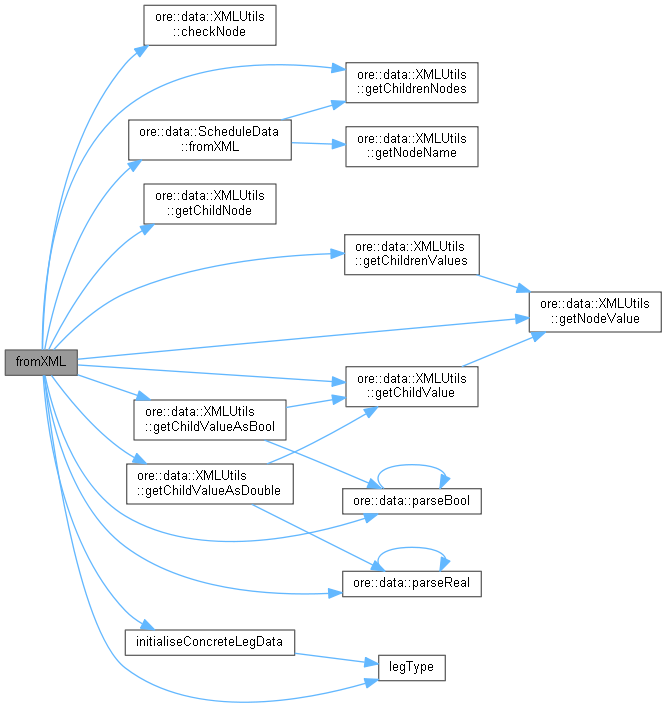 ore::data::XMLUtils
::checkNode
ore::data::XMLUtils
::getChildrenNodes
ore::data::ScheduleData
::fromXML
ore::data::XMLUtils
::getNodeName
ore::data::XMLUtils
::getChildNode
ore::data::XMLUtils
::getChildrenValues
ore::data::XMLUtils
::getNodeValue
fromXML
ore::data::XMLUtils
::getChildValue
ore::data::XMLUtils
::getChildValueAsBool
ore::data::XMLUtils
::getChildValueAsDouble
ore::data::parseBool
ore::data::parseReal
initialiseConcreteLegData
legType